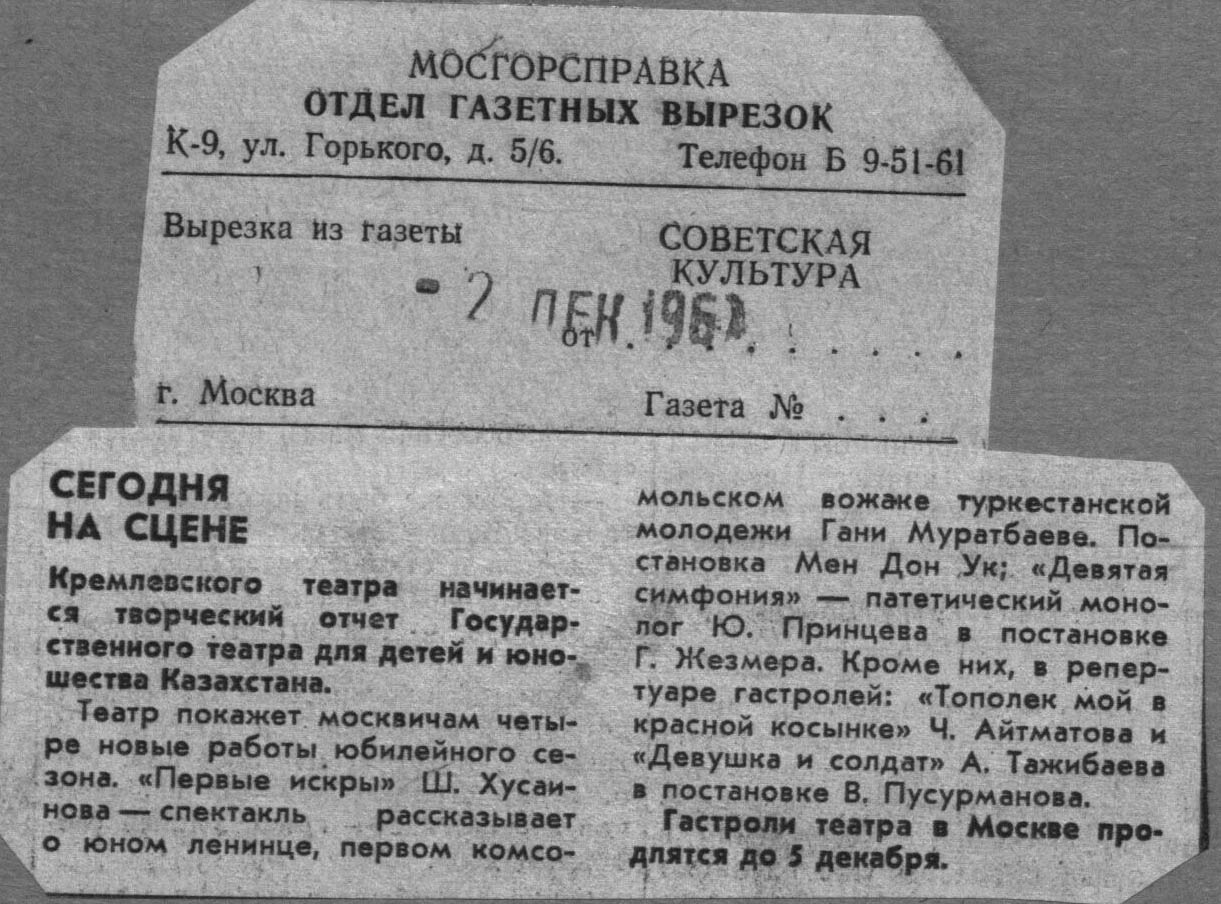 МОСГОРСПРАВКА
ОТДЕЛ ГАЗЕТНЫХ ВЫРЕЗОК
К-9, ул. Горького, д. 5/6. Телефон Б 9-51-61
Вырезка из газеты
СОВЕТСКАЯ
КУЛЬТУРА
- 2 ДЕК 196
от . . . . . . . . .
г. Москва Газета № . . .
СЕГОДНЯ
НА СЦЕНЕ
Кремлевского театра начинает-
ся творческий отчет Государ-
ственного театра для детей и юно-
шества Казахстана.
Театр покажет москвичам четы-
ре новые работы юбилейного се-
зона. «Первые искры» Ш. Хусаи-
нова — спектакль рассказывает
о юном ленинце, первом комсо-
мольском вожаке туркестанской
молодежи Гани Муратбаеве. По-
становка Мен Дон Ук; «Девятая
симфония» — патетический моно-
лог Ю. Принцева в постановке
Г. Жезмера. Кроме них, в репер-
туаре гастролей: «Тополек мой в
красной косынке» Ч. Айтматова и
«Девушка и солдат» А. Тажибаева
в постановке В. Пусурманова.
Гастроли театра в Москве про-
длятся до 5 декабря.